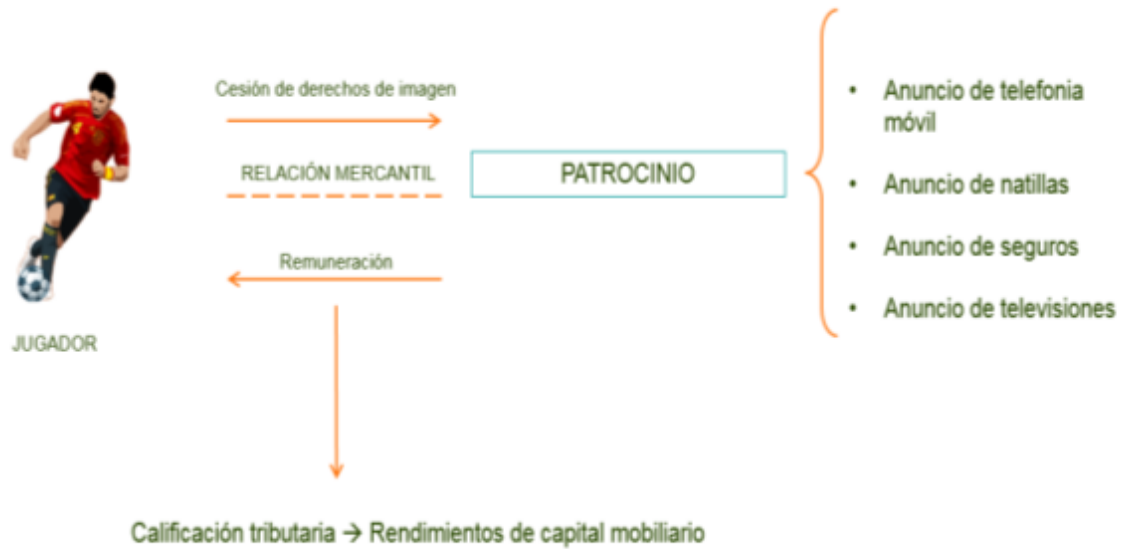 Cesión de derechos de imagen
RELACIÓN MERCANTIL
Remuneración
JUGADOR
PATROCINIO
• Anuncio de telefonia
móvil
• Anuncio de natillas
• Anuncio de seguros
• Anuncio de televisiones
Calificación tributaria → Rendimientos de capital mobiliario